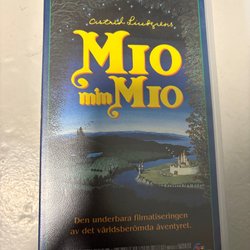 Astrid Lindgrens
MIO
min MIO
Den underbara filmatiseringen
av det världsberömda äventyret.